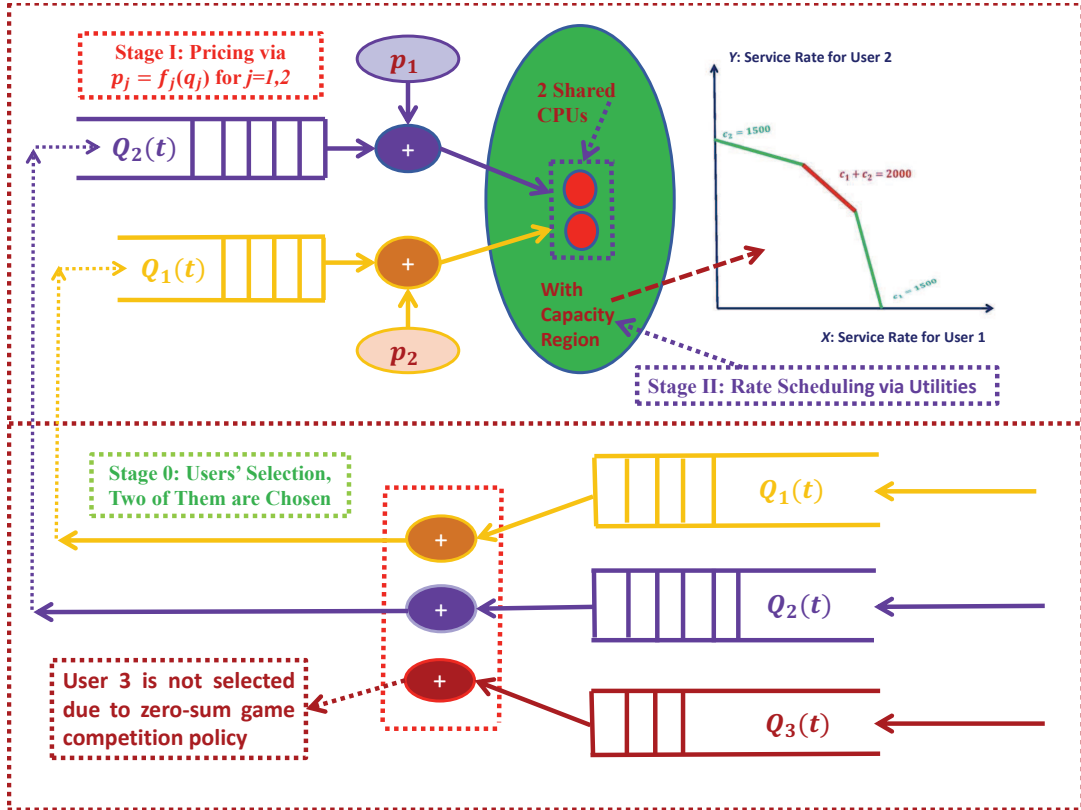 Stage I: Pricing via
p_j = f_j(q_j) for j=1,2
p_1
Q_2(t)
+
Q_1(t)
+
p_2
2 Shared
CPUs
With
Capacity
Region
Y: Service Rate for User 2
c_2 = 1500
c_1 + c_2 = 2000
c_1 = 1500
X: Service Rate for User 1
Stage II: Rate Scheduling via Utilities
Stage 0: Users' Selection,
Two of Them are Chosen
+
Q_1(t)
+
Q_2(t)
+
Q_3(t)
User 3 is not selected
due to zero-sum game
competition policy